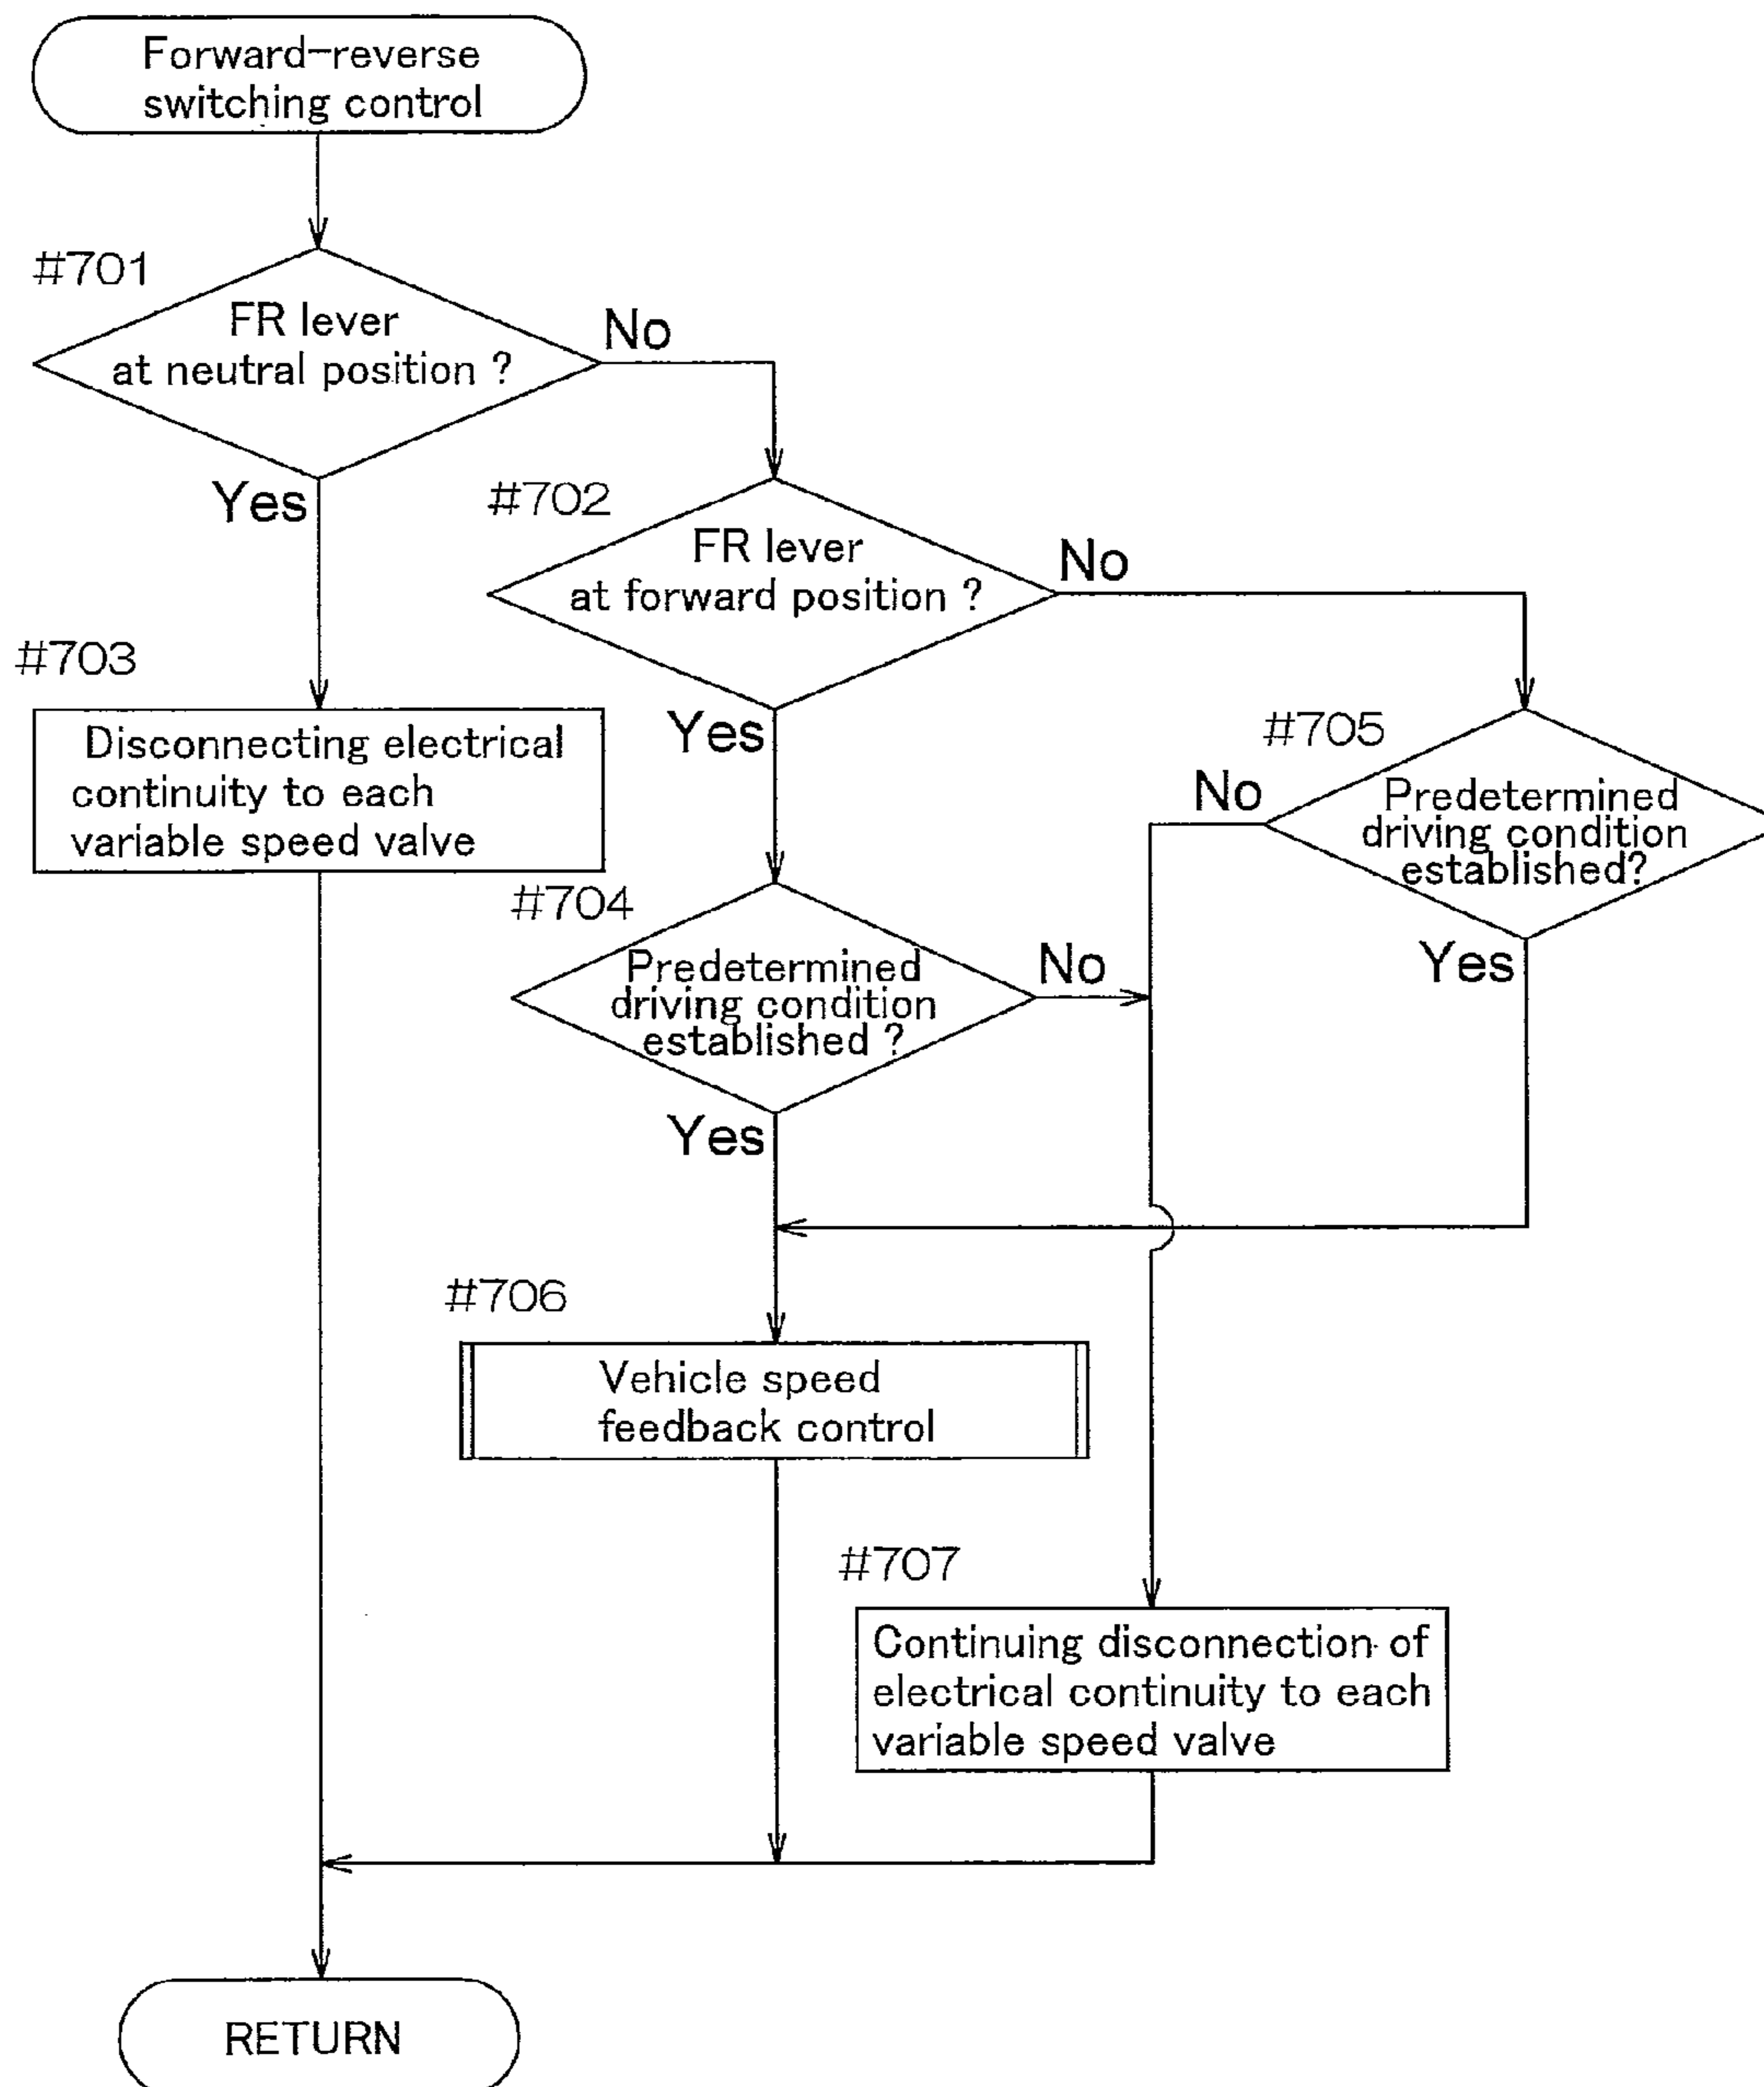 Forward-reverse
switching control
#701
FR lever
at neutral position ?
No
Yes
#702
FR lever
at forward position ?
No
Yes
#703
Disconnecting electrical
continuity to each
variable speed valve
#705
Predetermined
driving condition
established?
No
Yes
#704
Predetermined
driving condition
established ?
No
Yes
#706
Vehicle speed
feedback control
#707
Continuing disconnection of
electrical continuity to each
variable speed valve
RETURN